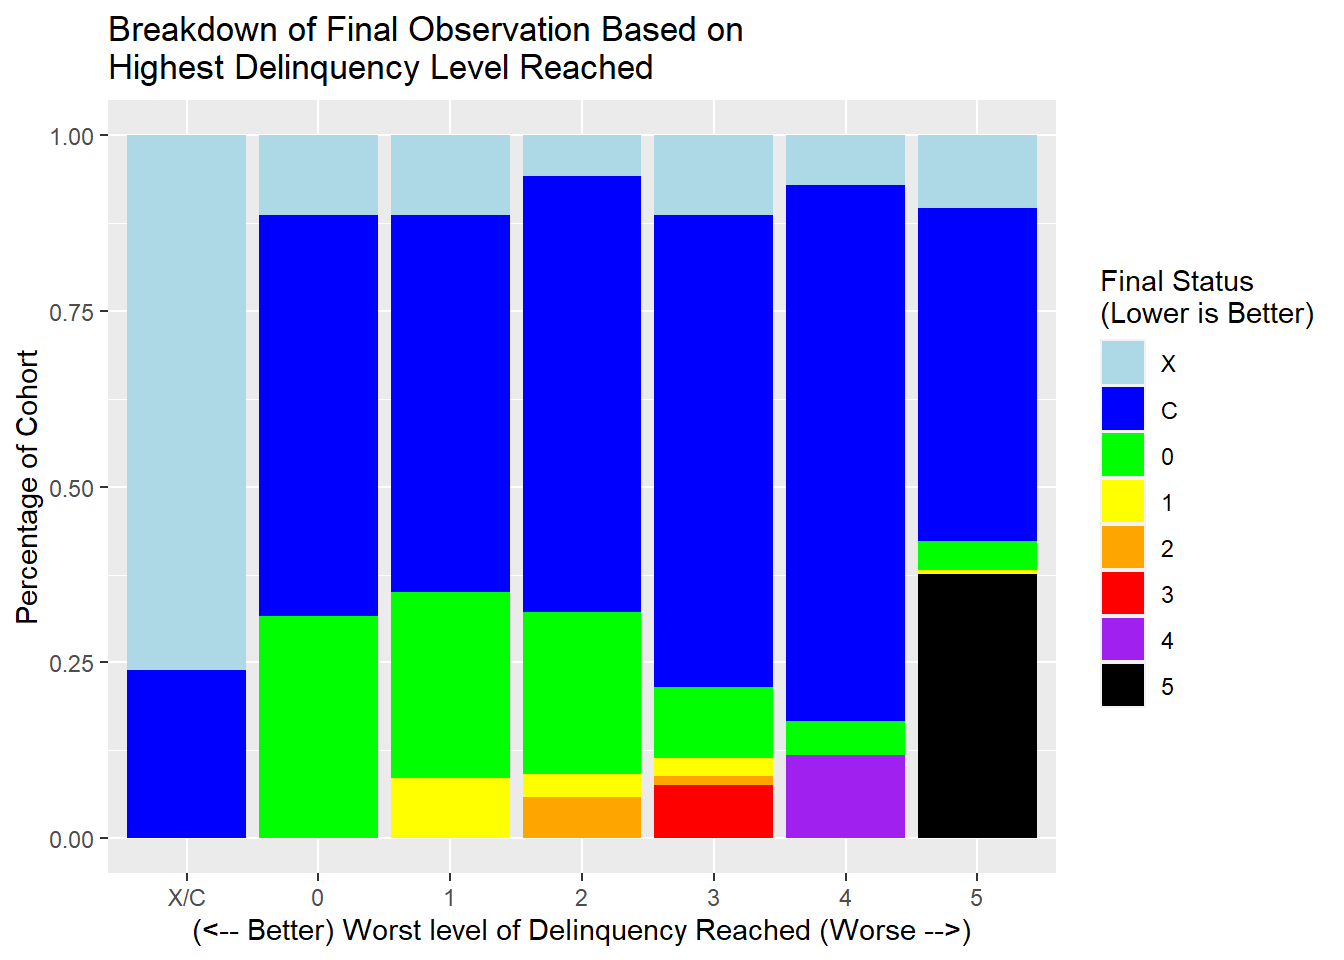 Breakdown of Final Observation Based on
Highest Delinquency Level Reached
Percentage of Cohort
1.00
0.75
0.50
0.25
0.00
X/C
0
1
2
3
4
5
(<-- Better) Worst level of Delinquency Reached (Worse -->)
Final Status
(Lower is Better)
X
C
0
1
2
3
4
5